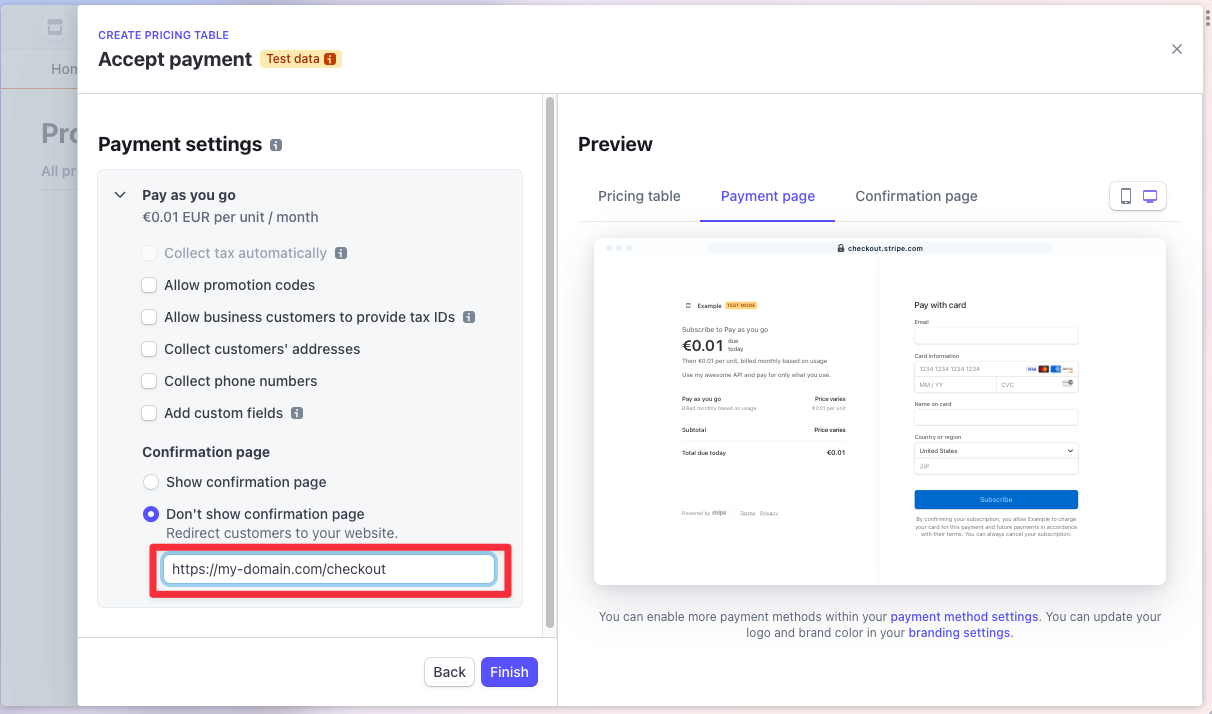 CREATE PRICING TABLE
Accept payment Test data
Hom
Pro
All pr
Payment settings
Pay as you go
€0.01 EUR per unit / month
Collect tax automatically
Allow promotion codes
Allow business customers to provide tax IDs
Collect customers' addresses
Collect phone numbers
Add custom fields
Confirmation page
Show confirmation page
Don't show confirmation page
Redirect customers to your website.
https://my-domain.com/checkout
Back Finish
Preview
Pricing table Payment page Confirmation page
checkout.stripe.com
Example TEST MODE
Subscribe to Pay as you go
€0.01 due today
Then €0.01 per unit, billed monthly based on usage
Use my awesome API and pay for only what you use.
Pay as you go Price varies
Billed monthly based on usage €0.01 per unit
Subtotal Price varies
Total due today €0.01
Powered by stripe Terms Privacy
Pay with card
Email
Card information
1234 1234 1234 1234 VISA
MM / YY CVC
Name on card
Country or region
United States
ZIP
Subscribe
By confirming your subscription, you allow Example to charge
your card for this payment and future payments in accordance
with their terms. You can always cancel your subscription.
You can enable more payment methods within your payment method settings. You can update your
logo and brand color in your branding settings.